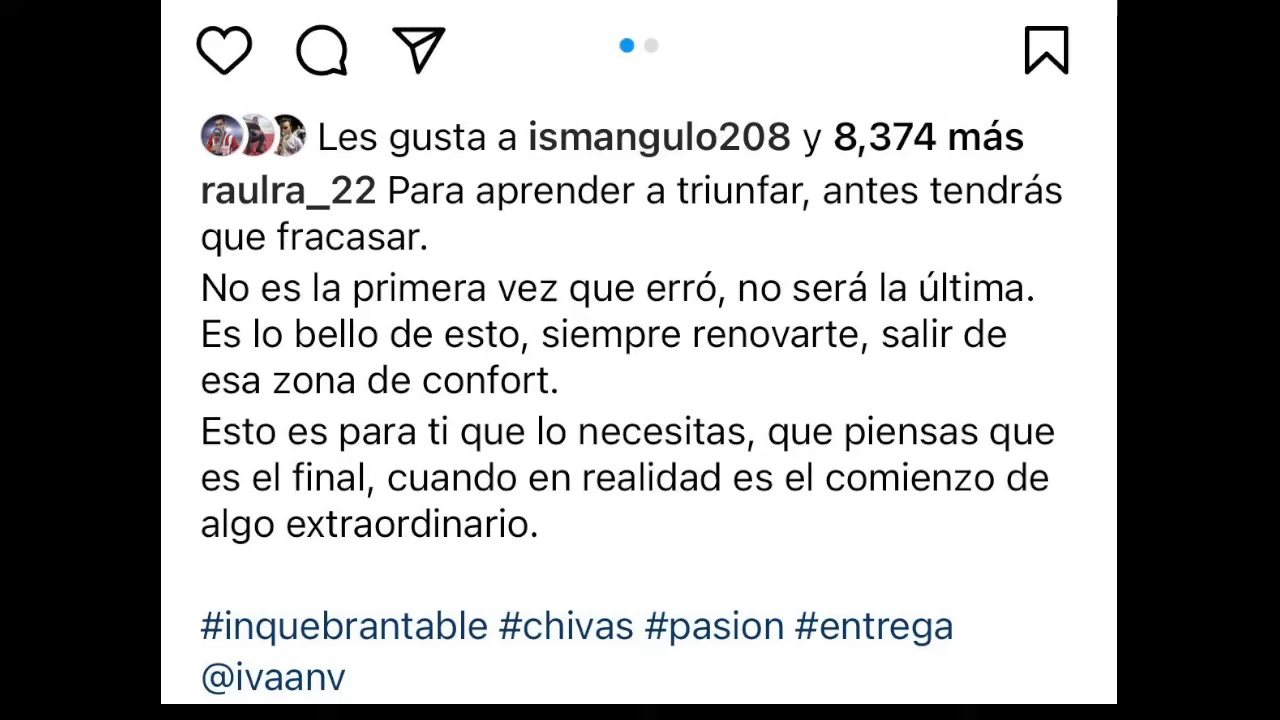 Les gusta a ismangulo208 y 8,374 más
raulra_22 Para aprender a triunfar, antes tendrás
que fracasar.
No es la primera vez que erró, no será la última.
Es lo bello de esto, siempre renovarte, salir de
esa zona de confort.
Esto es para ti que lo necesitas, que piensas que
es el final, cuando en realidad es el comienzo de
algo extraordinario.
#inquebrantable #chivas #pasion #entrega
@ivaanv